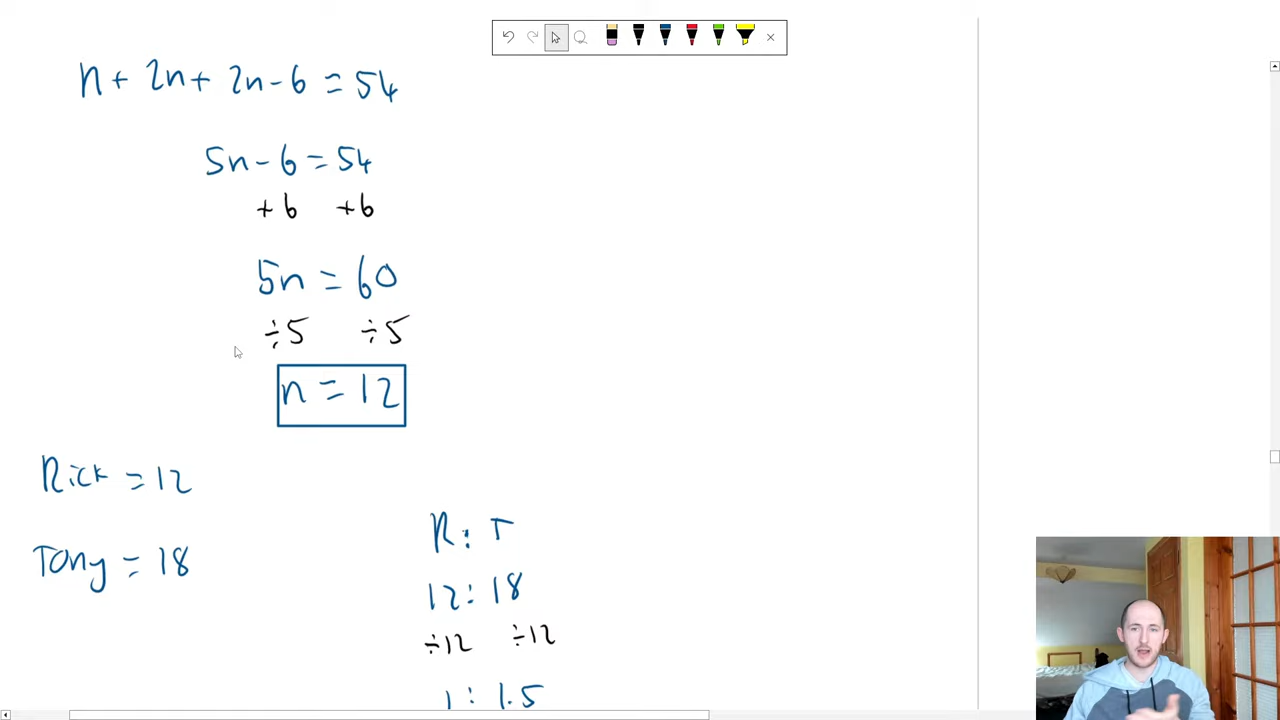 n + 2n + 2n - 6 = 54
5n - 6 = 54
+ 6 + 6
5n = 60
÷5 ÷5
n = 12
Rick = 12
Tony = 18
R : T
12 : 18
÷12 ÷12
1 : 1.5